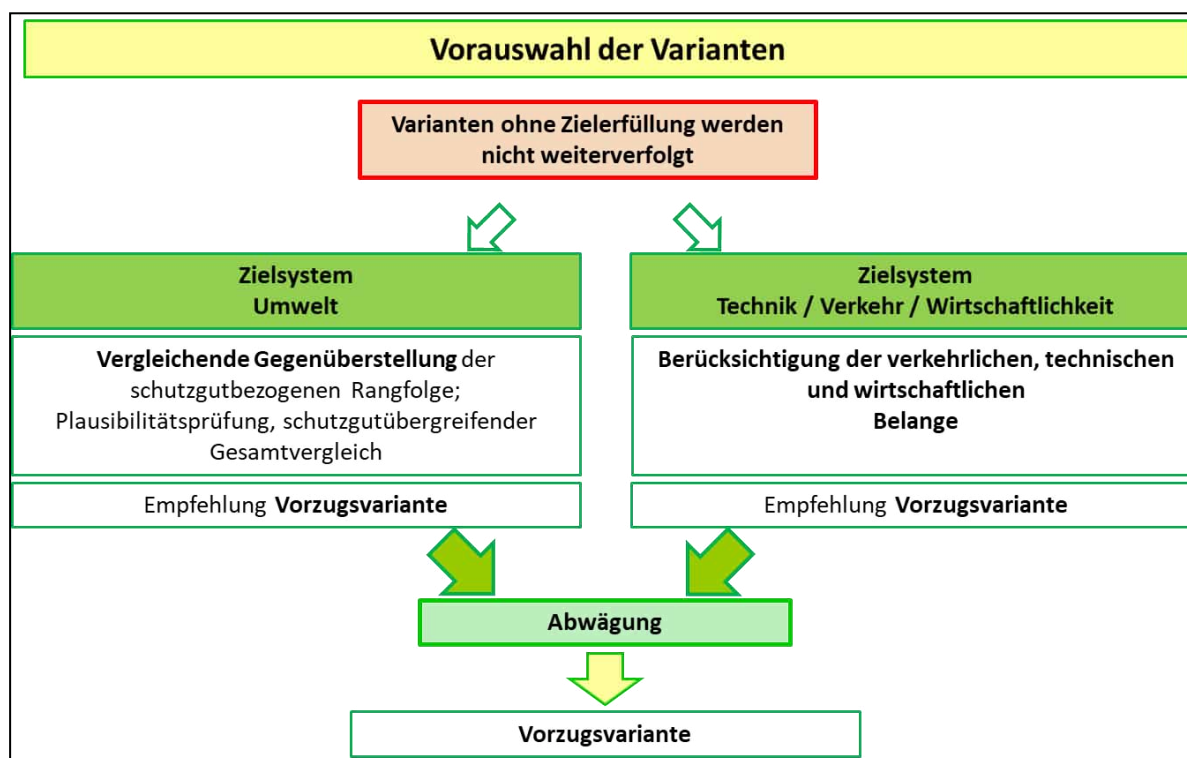 Vorauswahl der Varianten
Varianten ohne Zielerfüllung werden
nicht weiterverfolgt
Zielsystem
Umwelt
Vergleichende Gegenüberstellung der
schutzgutbezogenen Rangfolge;
Plausibilitätsprüfung, schutzgutübergreifender
Gesamtvergleich
Empfehlung Vorzugsvariante
Zielsystem
Technik / Verkehr / Wirtschaftlichkeit
Berücksichtigung der verkehrlichen, technischen
und wirtschaftlichen
Belange
Empfehlung Vorzugsvariante
Abwägung
Vorzugsvariante